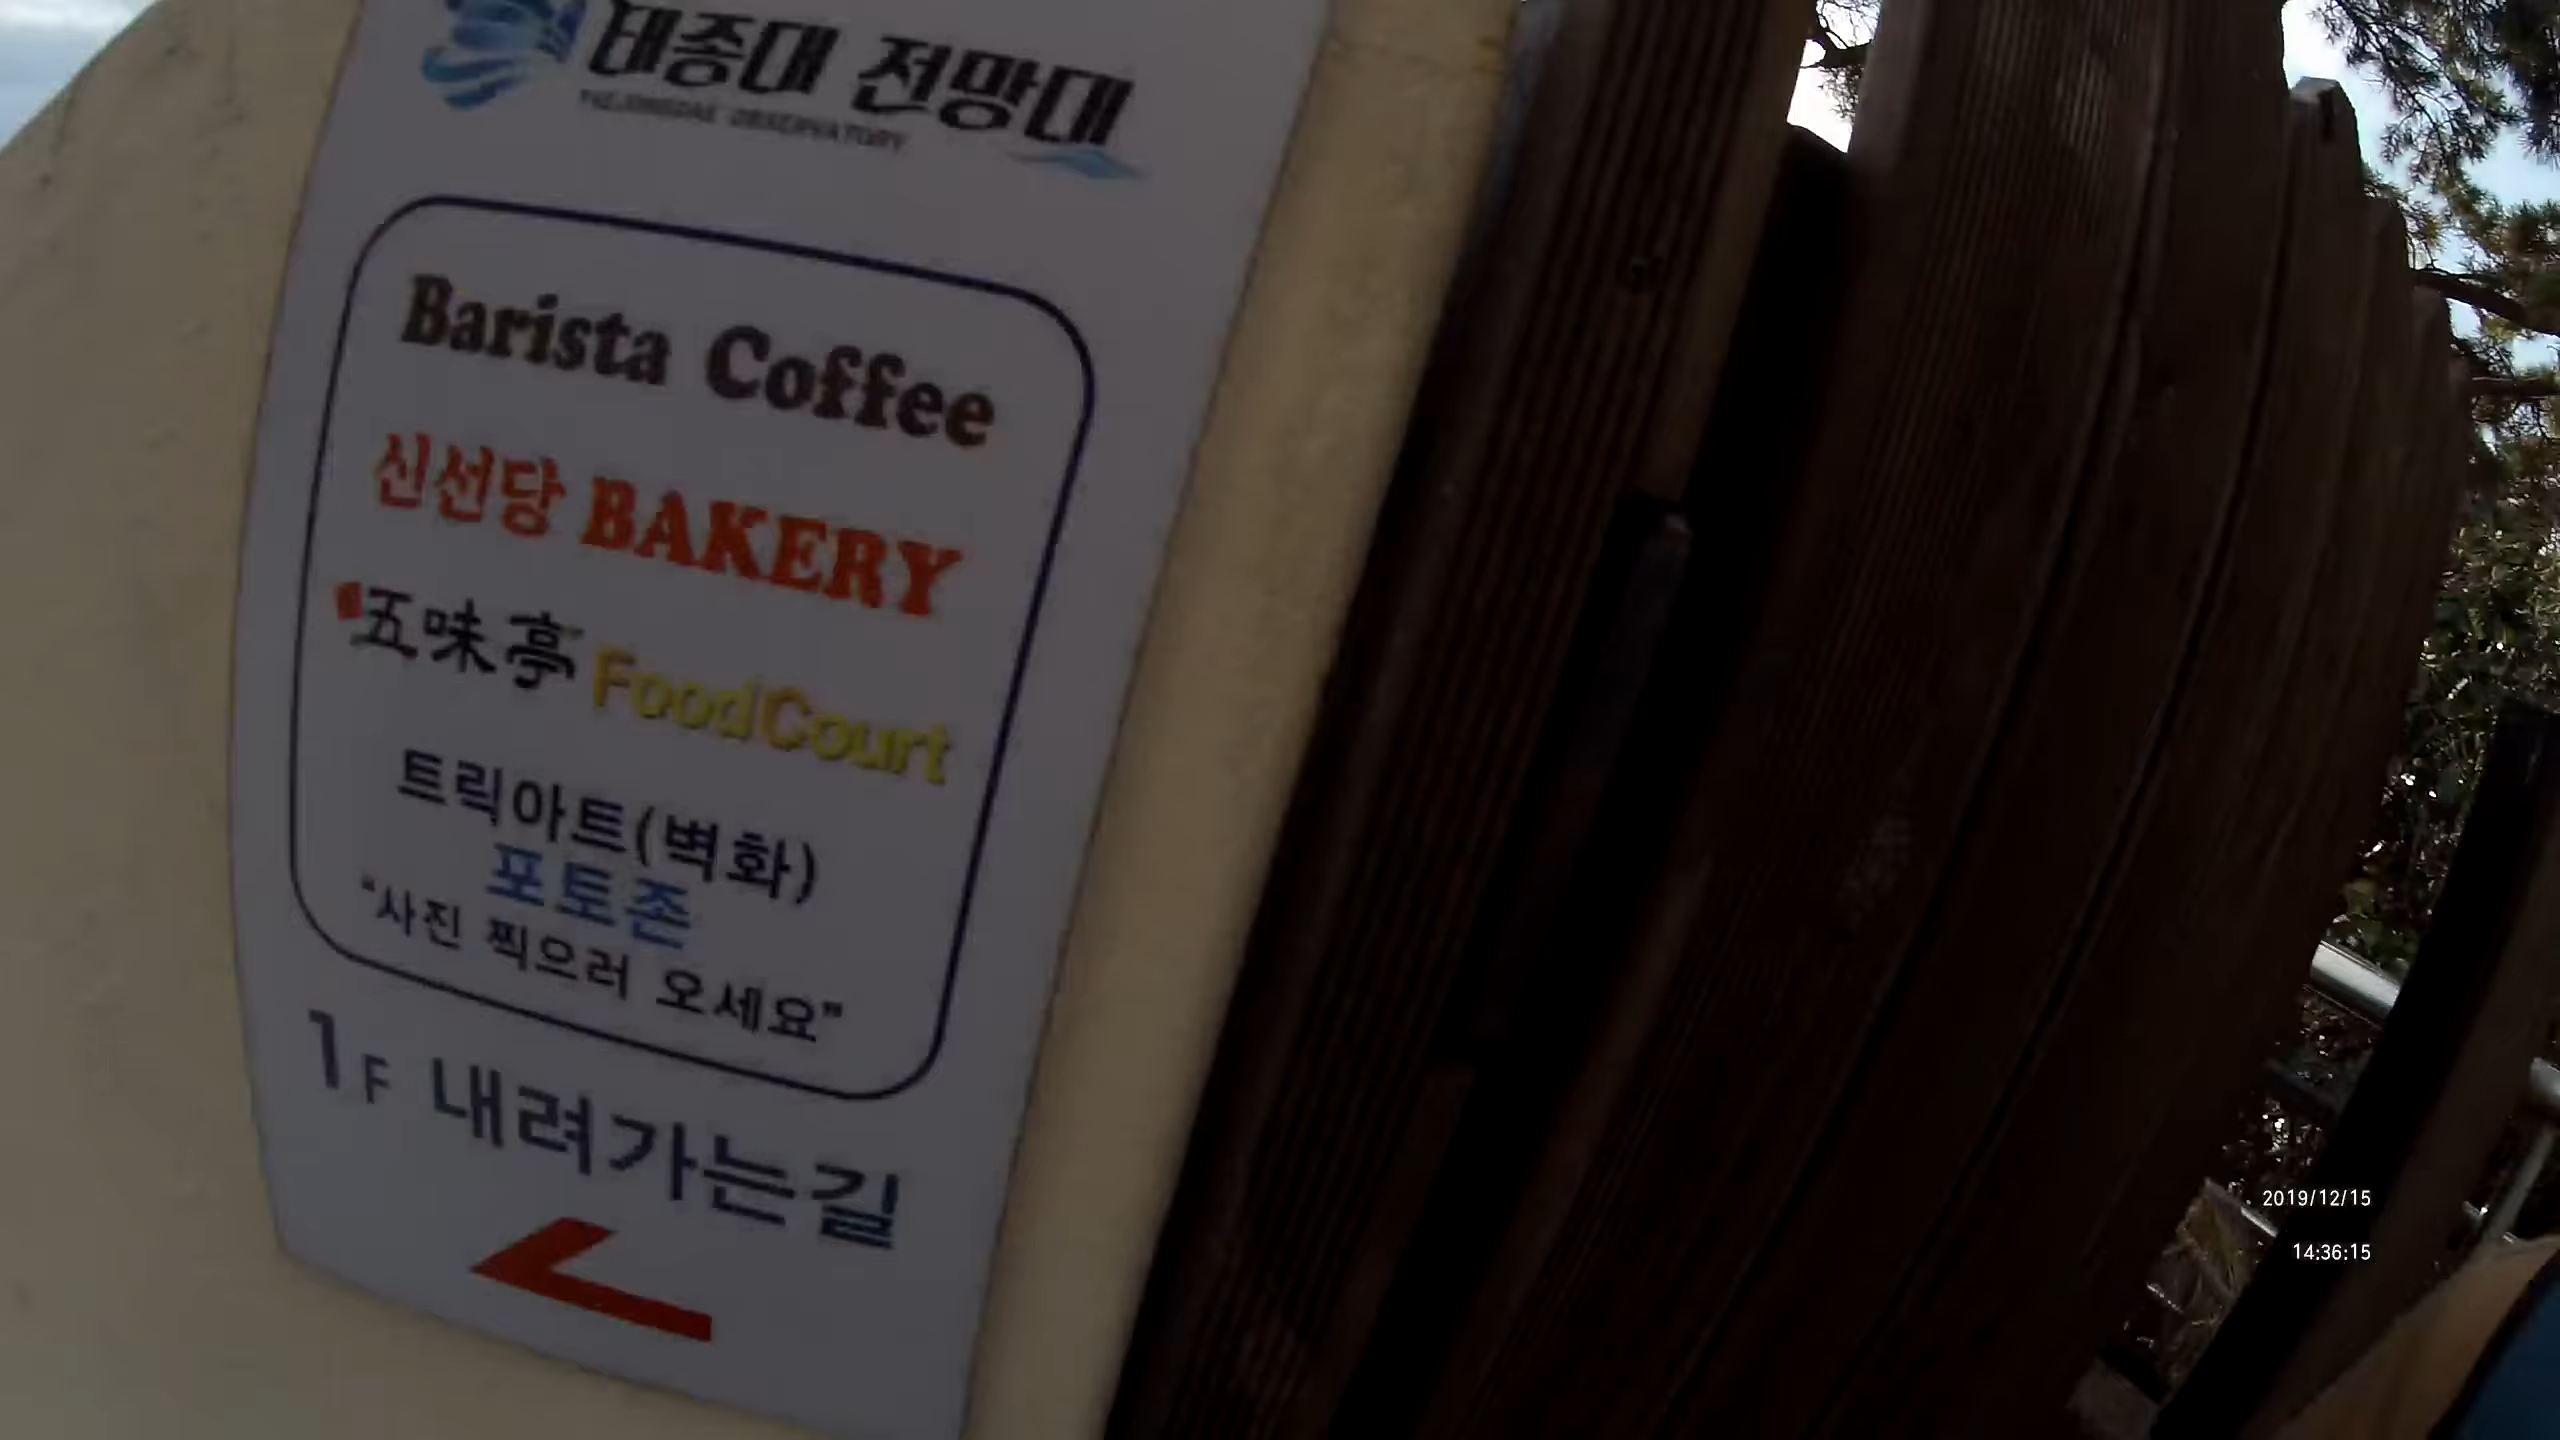 태종대 전망대
TAEJONGDAE OBSERVATORY
Barista Coffee
신선당 BAKERY
五味亭 FoodCourt
트릭아트(벽화)
포토존
“사진 찍으러 오세요”
1F 내려가는길
2019/12/15
14:36:15